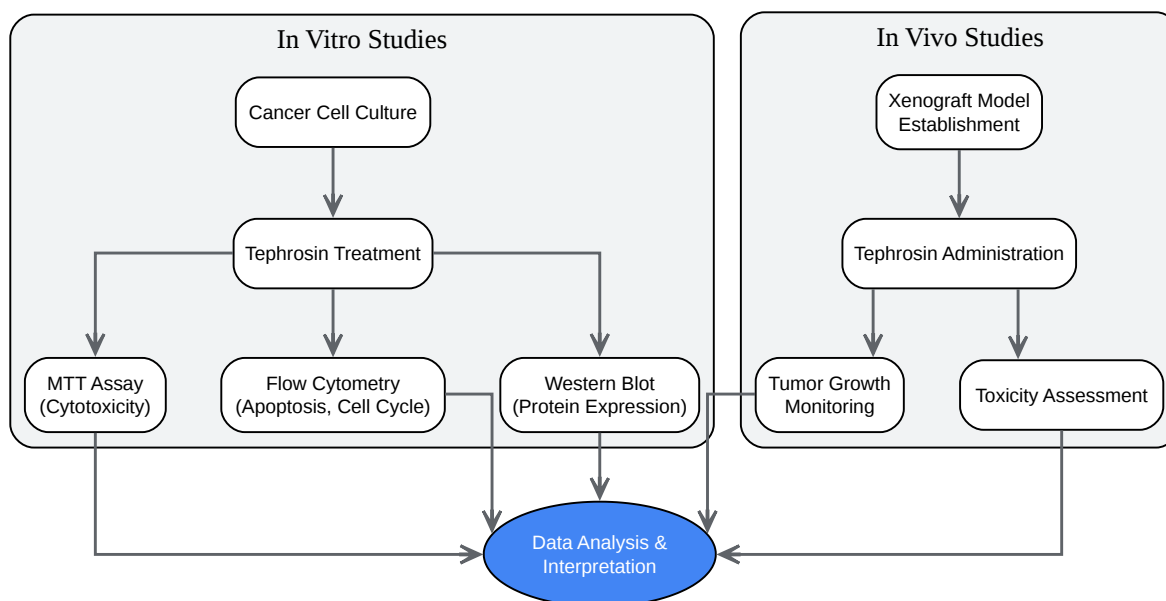 In Vitro Studies
Cancer Cell Culture
Tephrosin Treatment
MTT Assay
(Cytotoxicity)
Flow Cytometry
(Apoptosis, Cell Cycle)
Western Blot
(Protein Expression)
In Vivo Studies
Xenograft Model
Establishment
Tephrosin Administration
Tumor Growth
Monitoring
Toxicity Assessment
Data Analysis &
Interpretation